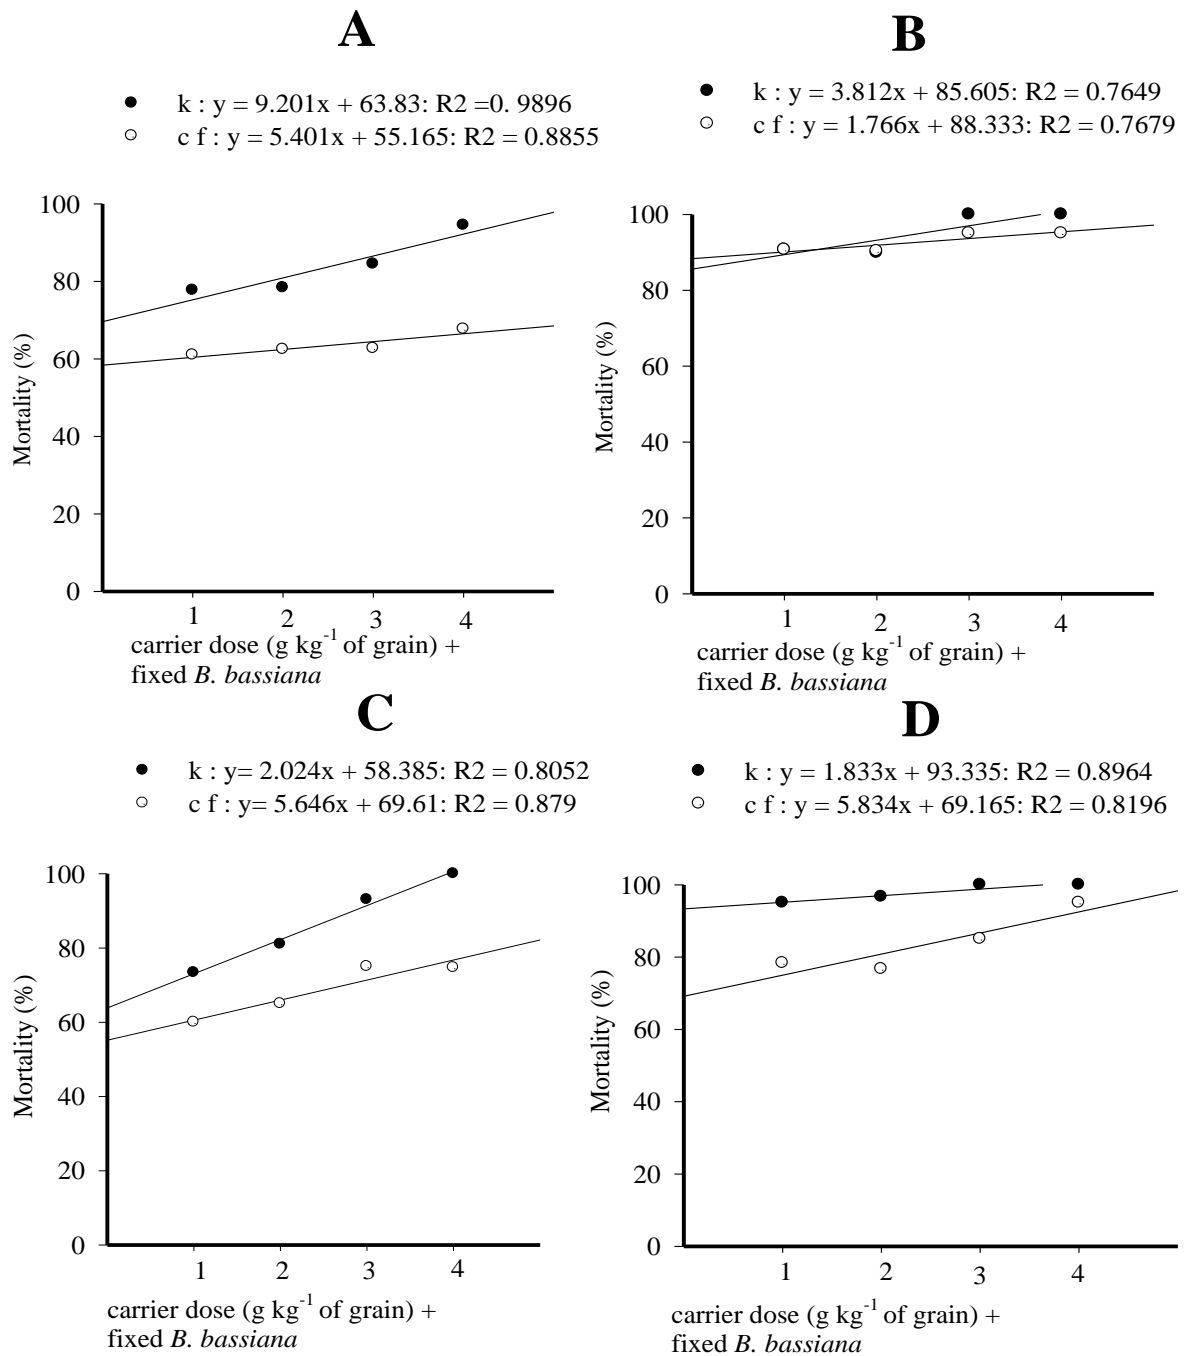 A
k : y = 9.201x + 63.83: R2 =0. 9896
c f : y = 5.401x + 55.165: R2 = 0.8855
100
80
60
40
20
0
Mortality (%)
1 2 3 4
carrier dose (g kg⁻¹ of grain) +
fixed B. bassiana
B
k : y = 3.812x + 85.605: R2 = 0.7649
c f : y = 1.766x + 88.333: R2 = 0.7679
100
80
60
40
20
0
Mortality (%)
1 2 3 4
carrier dose (g kg⁻¹ of grain) +
fixed B. bassiana
C
k : y= 2.024x + 58.385: R2 = 0.8052
c f : y= 5.646x + 69.61: R2 = 0.879
100
80
60
40
20
0
Mortality (%)
1 2 3 4
carrier dose (g kg⁻¹ of grain) +
fixed B. bassiana
D
k : y = 1.833x + 93.335: R2 = 0.8964
c f : y = 5.834x + 69.165: R2 = 0.8196
100
80
60
40
20
0
Mortality (%)
1 2 3 4
carrier dose (g kg⁻¹ of grain) +
fixed B. bassiana